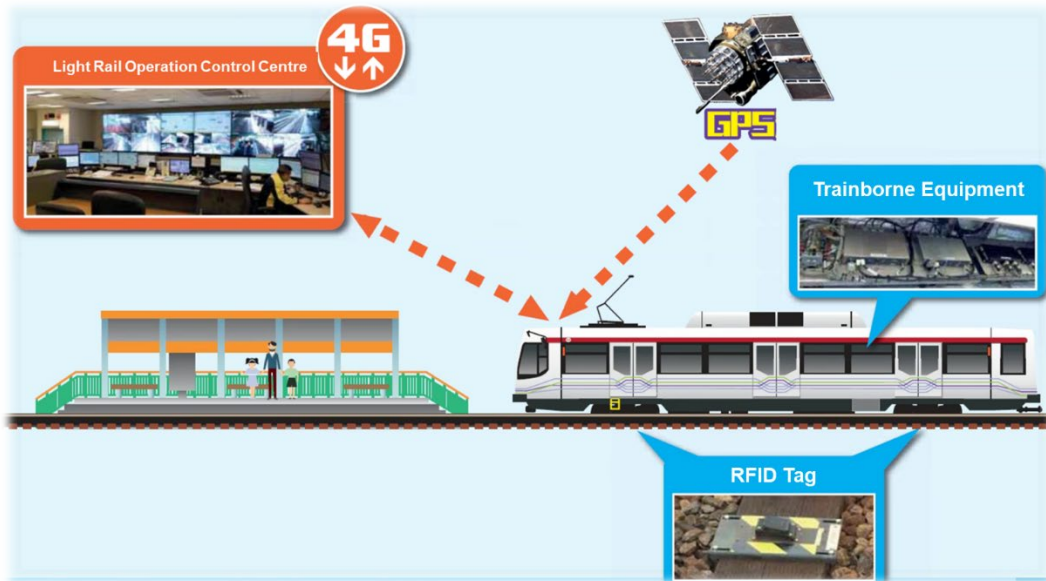 4G
Light Rail Operation Control Centre
GPS
Trainborne Equipment
RFID Tag